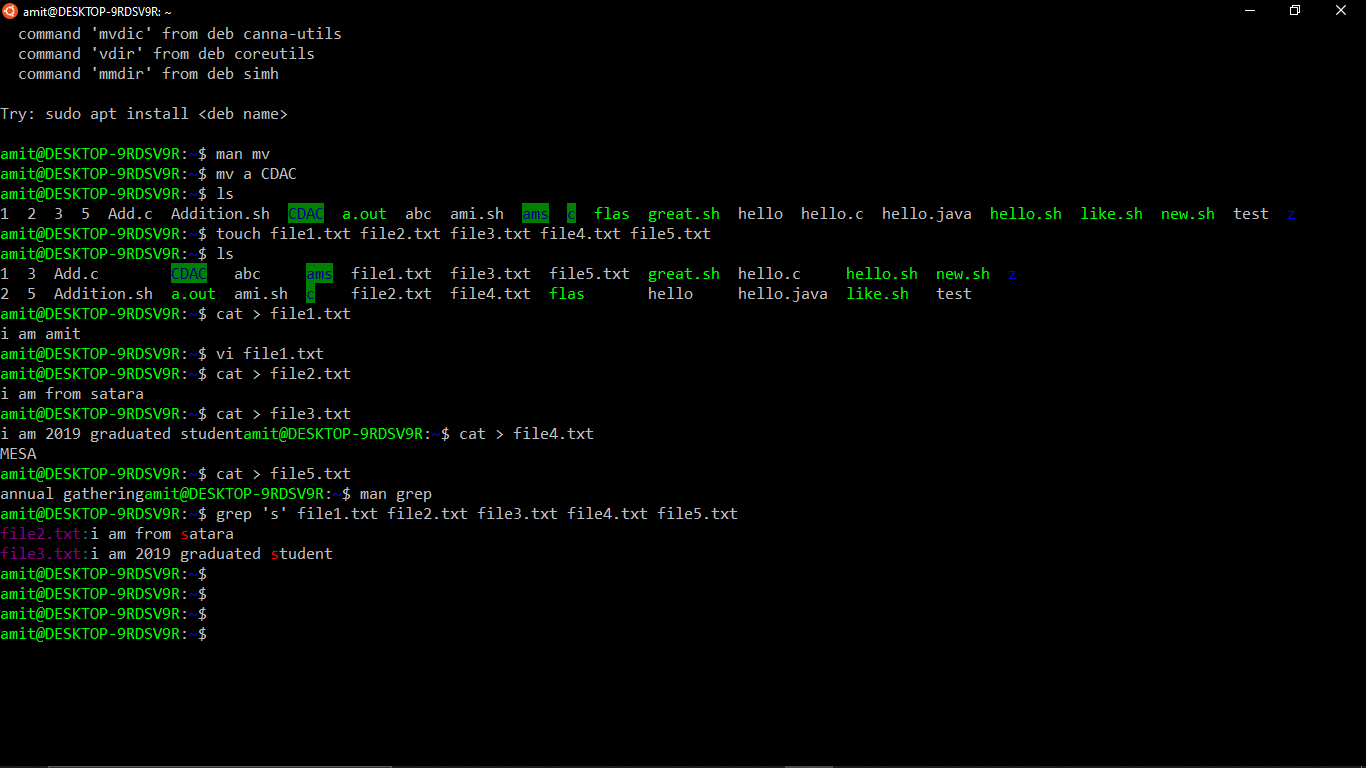 amit@DESKTOP-9RDSV9R: ~
command 'mvdic' from deb canna-utils
command 'vdir' from deb coreutils
command 'mmdir' from deb simh
Try: sudo apt install <deb name>
amit@DESKTOP-9RDSV9R:~$ man mv
amit@DESKTOP-9RDSV9R:~$ mv a CDAC
amit@DESKTOP-9RDSV9R:~$ ls
1  2  3  5  Add.c  Addition.sh  CDAC  a.out  abc  ami.sh  ams  c  flas  great.sh  hello  hello.c  hello.java  hello.sh  like.sh  new.sh  test  z
amit@DESKTOP-9RDSV9R:~$ touch file1.txt file2.txt file3.txt file4.txt file5.txt
amit@DESKTOP-9RDSV9R:~$ ls
1  3  Add.c        CDAC   abc     ams  file1.txt  file3.txt  file5.txt  great.sh  hello.c     hello.sh  new.sh  z
2  5  Addition.sh  a.out  ami.sh  c    file2.txt  file4.txt  flas       hello     hello.java  like.sh   test
amit@DESKTOP-9RDSV9R:~$ cat > file1.txt
i am amit
amit@DESKTOP-9RDSV9R:~$ vi file1.txt
amit@DESKTOP-9RDSV9R:~$ cat > file2.txt
i am from satara
amit@DESKTOP-9RDSV9R:~$ cat > file3.txt
i am 2019 graduated studentamit@DESKTOP-9RDSV9R:~$ cat > file4.txt
MESA
amit@DESKTOP-9RDSV9R:~$ cat > file5.txt
annual gatheringamit@DESKTOP-9RDSV9R:~$ man grep
amit@DESKTOP-9RDSV9R:~$ grep 's' file1.txt file2.txt file3.txt file4.txt file5.txt
file2.txt:i am from satara
file3.txt:i am 2019 graduated student
amit@DESKTOP-9RDSV9R:~$
amit@DESKTOP-9RDSV9R:~$
amit@DESKTOP-9RDSV9R:~$
amit@DESKTOP-9RDSV9R:~$